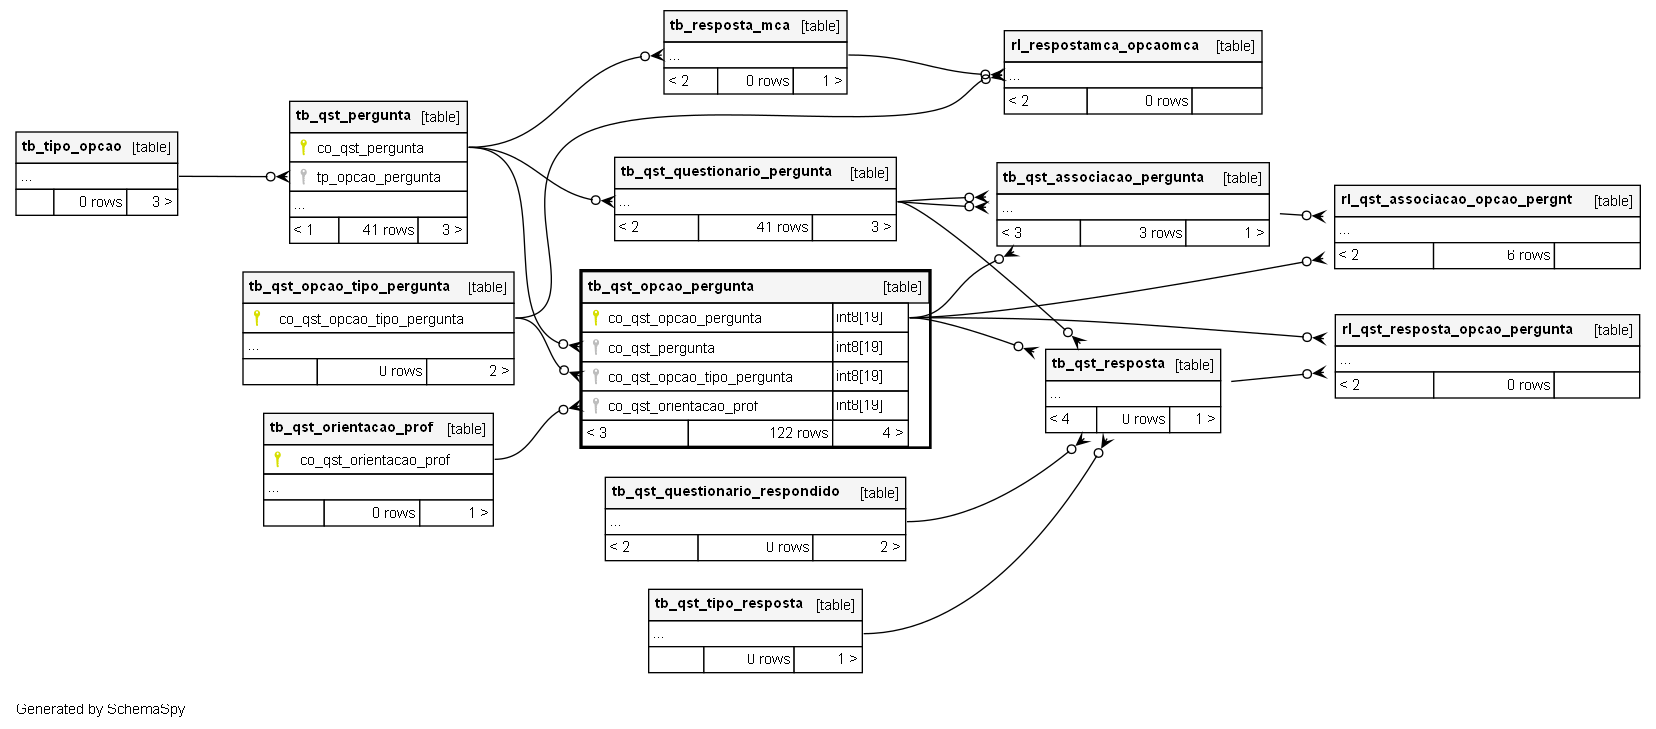 tb_resposta_mca [table]
...
< 2 0 rows 1 >
rl_respostamca_opcaomca [table]
...
< 2 0 rows
tb_qst_pergunta [table]
co_qst_pergunta
tp_opcao_pergunta
...
< 1 41 rows 3 >
tb_tipo_opcao [table]
...
0 rows 3 >
tb_qst_questionario_pergunta [table]
...
< 2 41 rows 3 >
tb_qst_associacao_pergunta [table]
...
< 3 3 rows 1 >
rl_qst_associacao_opcao_pergnt [table]
...
< 2 6 rows
tb_qst_opcao_tipo_pergunta [table]
co_qst_opcao_tipo_pergunta
...
0 rows 2 >
tb_qst_opcao_pergunta [table]
co_qst_opcao_pergunta int8[19]
co_qst_pergunta int8[19]
co_qst_opcao_tipo_pergunta int8[19]
co_qst_orientacao_prof int8[19]
< 3 122 rows 4 >
rl_qst_resposta_opcao_pergunta [table]
...
< 2 0 rows
tb_qst_resposta [table]
...
< 4 0 rows 1 >
tb_qst_orientacao_prof [table]
co_qst_orientacao_prof
...
0 rows 1 >
tb_qst_questionario_respondido [table]
...
< 2 0 rows 2 >
tb_qst_tipo_resposta [table]
...
0 rows 1 >
Generated by SchemaSpy